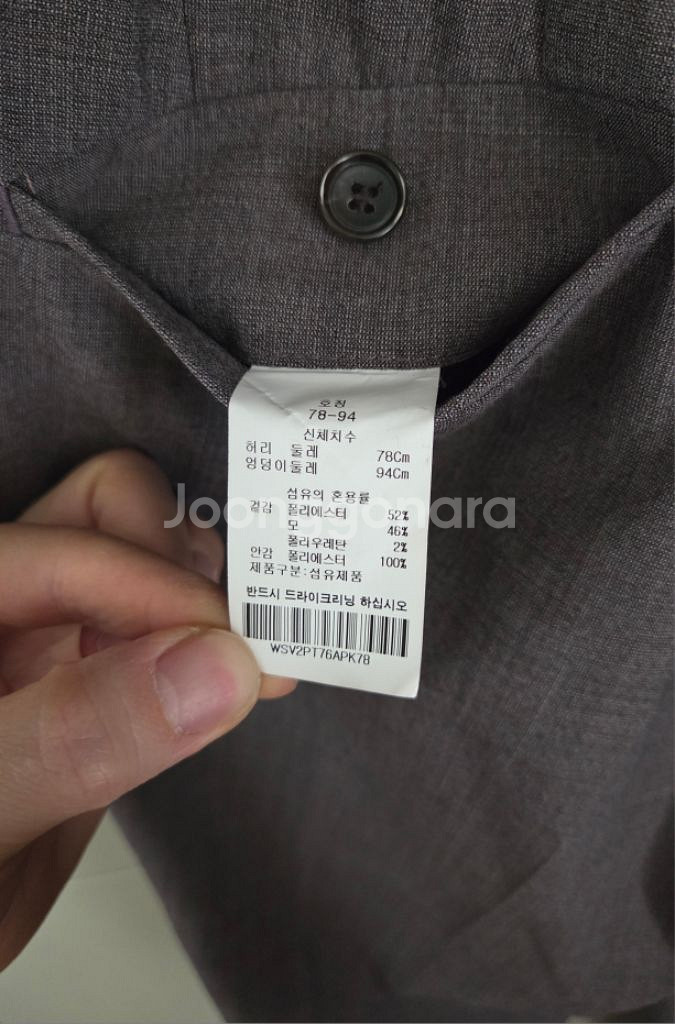 호칭
78-94
신체치수
허리 둘레 78Cm
엉덩이둘레 94Cm
섬유의 혼용률
겉감 폴리에스터 52%
모 46%
폴리우레탄 2%
안감 폴리에스터 100%
제품구분:섬유제품
반드시 드라이크리닝 하십시오
WSV2PT76APK78
Joonggonara